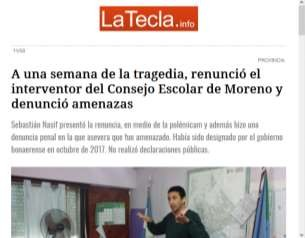 LaTecla.info
PROVINCIA
A una semana de la tragedia, renunció el
interventor del Consejo Escolar de Moreno y
denunció amenazas
Sebastián Nasif presentó la renuncia, en medio de la polémicam y además hizo una
denuncia penal en la que asevera que fue amenazado. Había sido designado por el gobierno
bonaerense en octubre de 2017. No realizó declaraciones públicas.